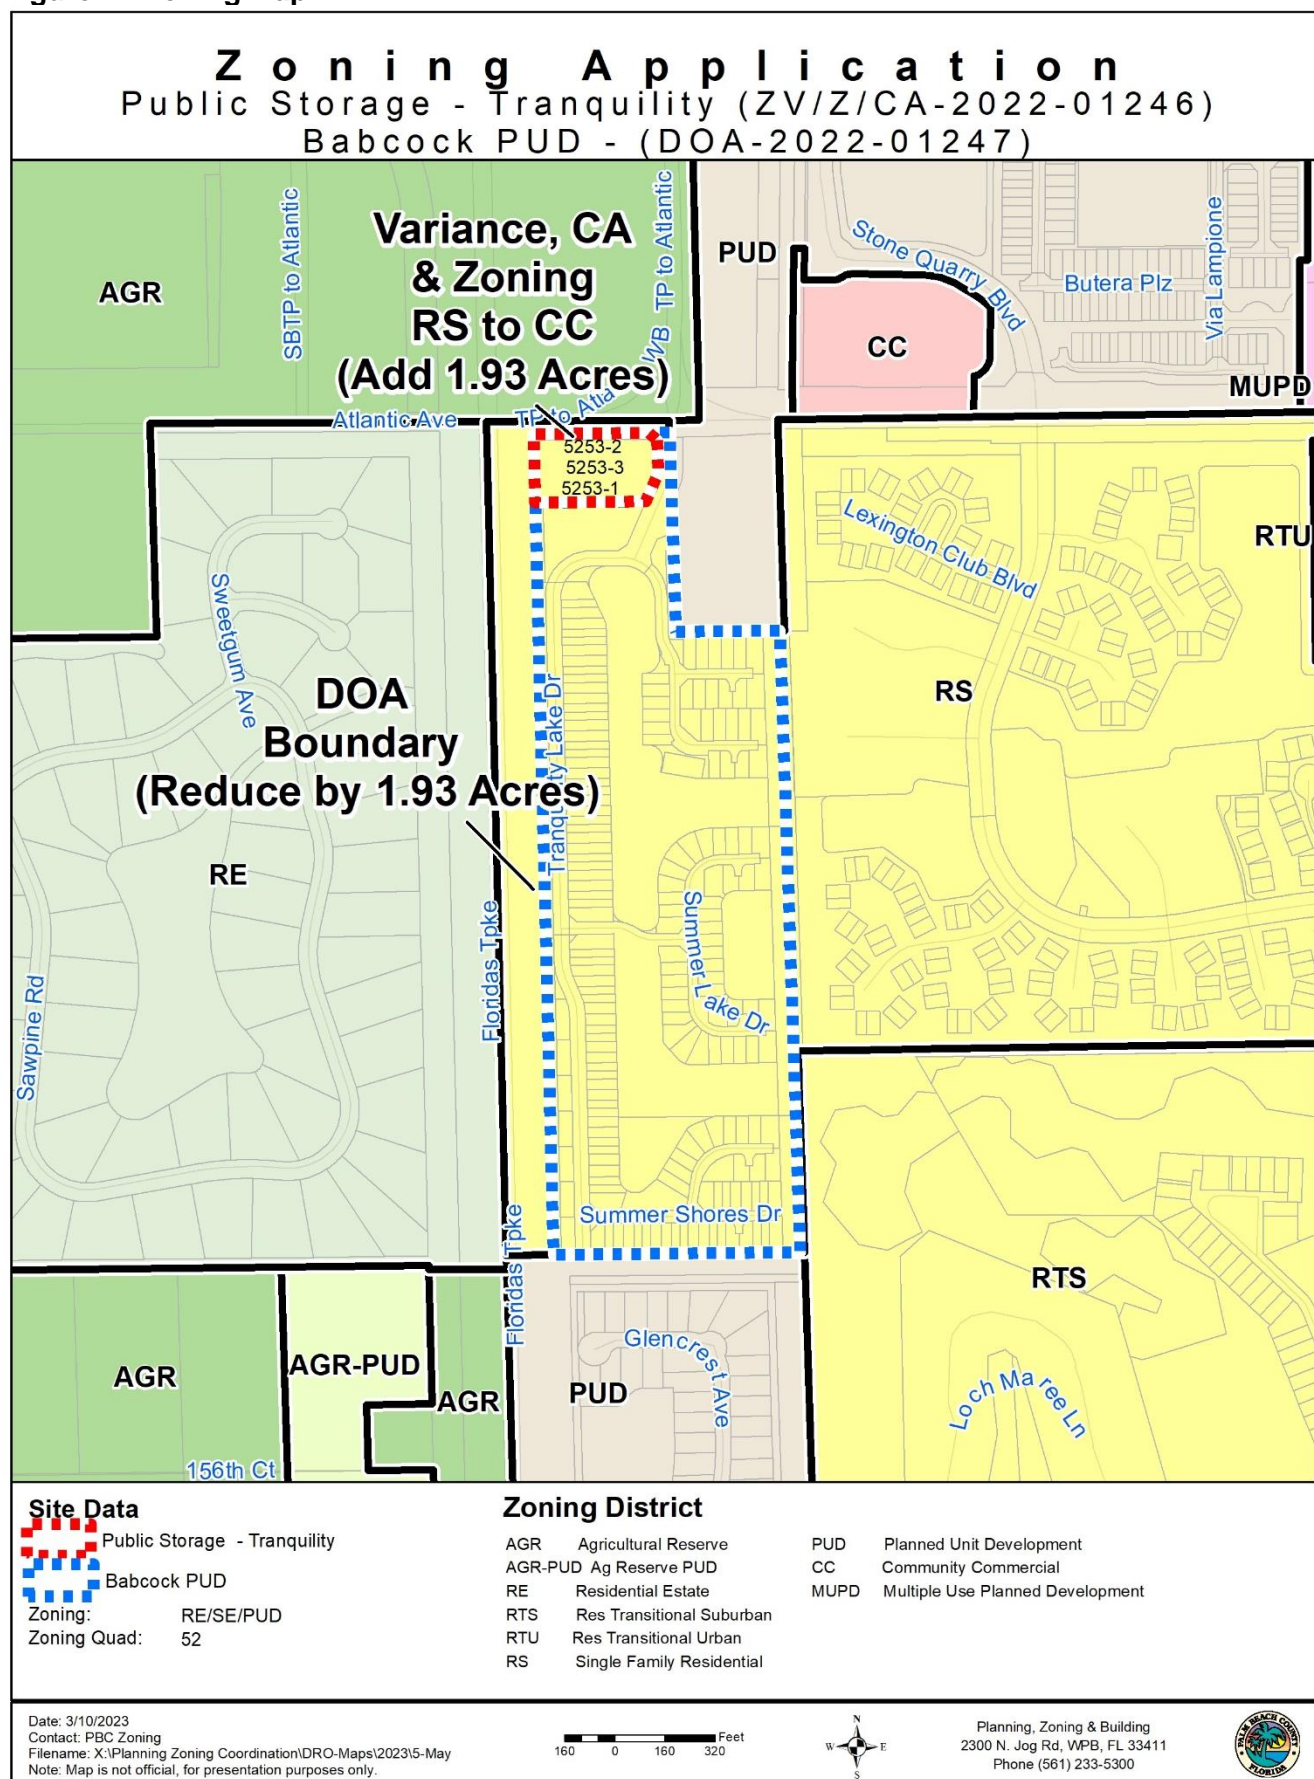 Zoning Application
Public Storage - Tranquility (ZV/Z/CA-2022-01246)
Babcock PUD - (DOA-2022-01247)
SBTP to Atlantic
Variance, CA
& Zoning
RS to CC
(Add 1.93 Acres)
WB TP to Atlantic
AGR
PUD
Stone Quarry Blvd
Butera Plz
Via Lampione
CC
MUPD
Atlantic Ave
TP to Atla
5253-2
5253-3
5253-1
Lexington Club Blvd
RTU
Sweetgum Ave
DOA
Boundary
(Reduce by 1.93 Acres)
Tranquility Lake Dr
RS
RE
Summer Lake Dr
Floridas Tpke
Sawpine Rd
Summer Shores Dr
Floridas Tpke
RTS
AGR
AGR-PUD
AGR
PUD
Glencrest Ave
Loch Maree Ln
156th Ct
Site Data
Public Storage - Tranquility
Babcock PUD
Zoning: RE/SE/PUD
Zoning Quad: 52
Zoning District
AGR Agricultural Reserve
AGR-PUD Ag Reserve PUD
RE Residential Estate
RTS Res Transitional Suburban
RTU Res Transitional Urban
RS Single Family Residential
PUD Planned Unit Development
CC Community Commercial
MUPD Multiple Use Planned Development
Date: 3/10/2023
Contact: PBC Zoning
Filename: X:\Planning Zoning Coordination\DRO-Maps\2023\5-May
Note: Map is not official, for presentation purposes only.
160 0 160 320 Feet
N
W E
S
Planning, Zoning & Building
2300 N. Jog Rd, WPB, FL 33411
Phone (561) 233-5300
PALM BEACH COUNTY
FLORIDA